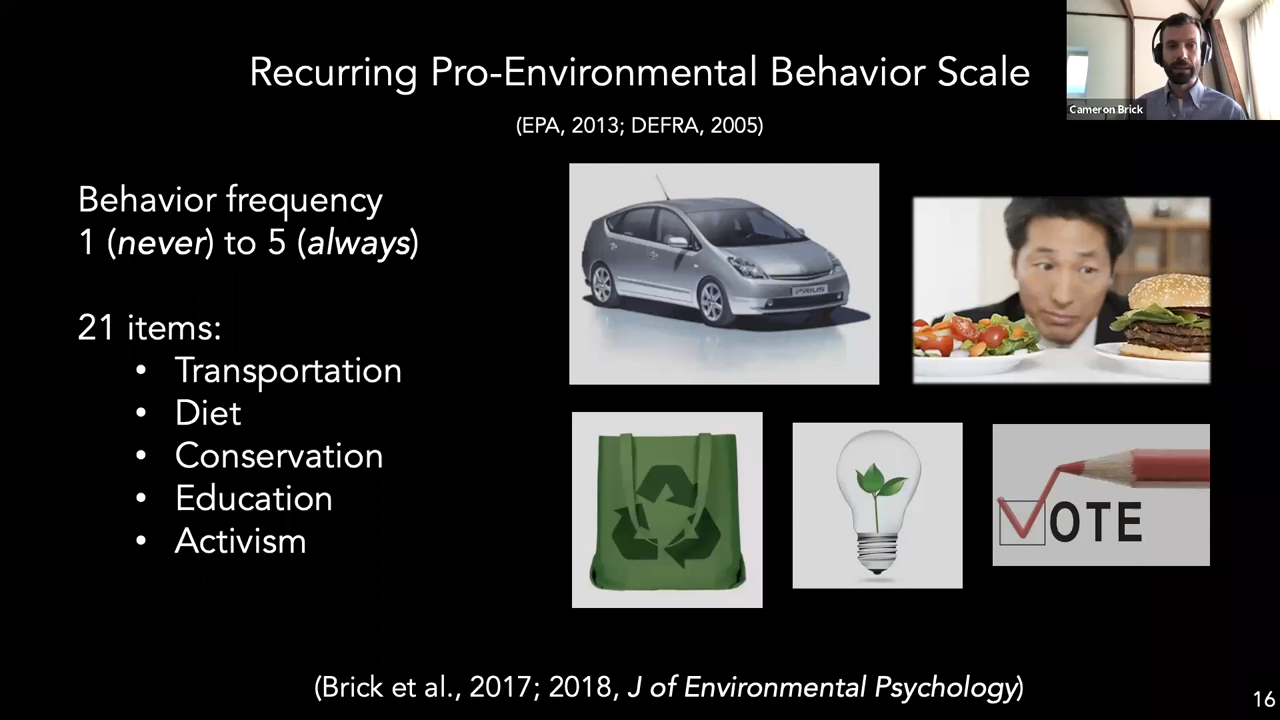 Recurring Pro-Environmental Behavior Scale
(EPA, 2013; DEFRA, 2005)
Cameron Brick
Behavior frequency
1 (never) to 5 (always)
21 items:
• Transportation
• Diet
• Conservation
• Education
• Activism
PRIUS
VOTE
(Brick et al., 2017; 2018, J of Environmental Psychology)
16